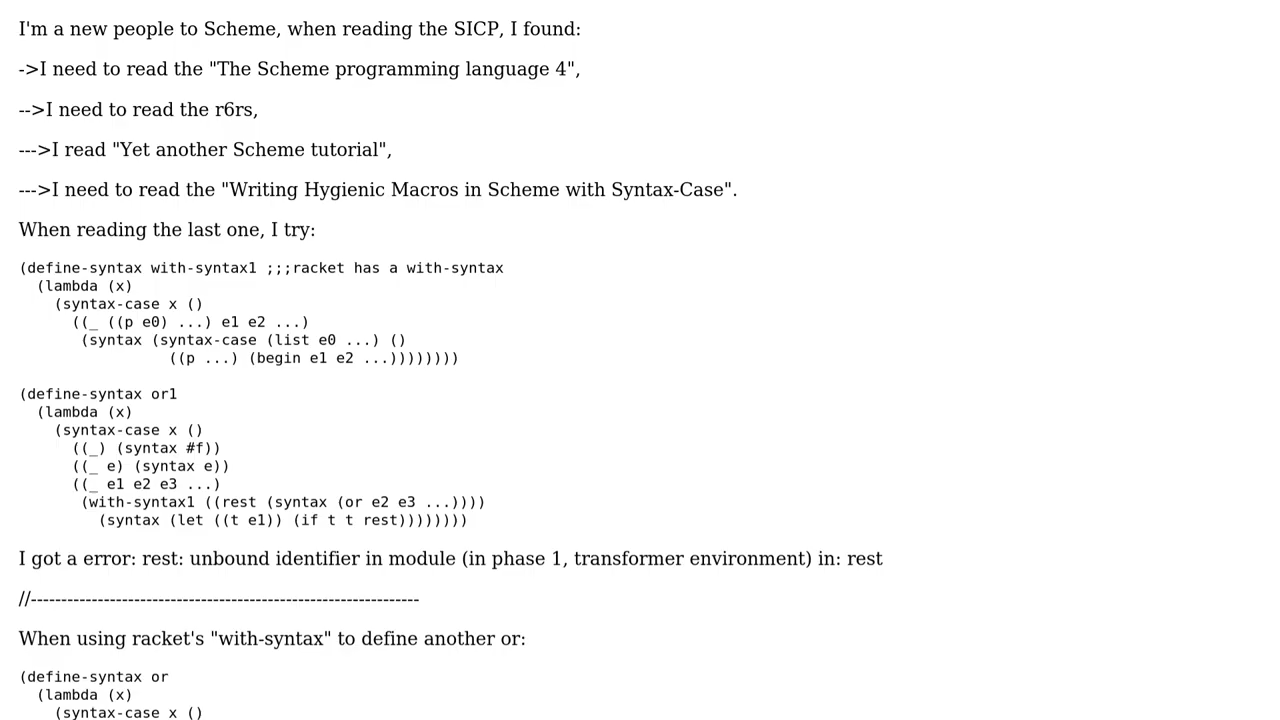 I'm a new people to Scheme, when reading the SICP, I found:
->I need to read the "The Scheme programming language 4",
-->I need to read the r6rs,
--->I read "Yet another Scheme tutorial",
--->I need to read the "Writing Hygienic Macros in Scheme with Syntax-Case".
When reading the last one, I try:
(define-syntax with-syntax1 ;;;racket has a with-syntax
  (lambda (x)
    (syntax-case x ()
      ((_ ((p e0) ...) e1 e2 ...)
       (syntax (syntax-case (list e0 ...) ()
                 ((p ...) (begin e1 e2 ...))))))))
(define-syntax or1
  (lambda (x)
    (syntax-case x ()
      ((_) (syntax #f))
      ((_ e) (syntax e))
      ((_ e1 e2 e3 ...)
       (with-syntax1 ((rest (syntax (or e2 e3 ...))))
         (syntax (let ((t e1)) (if t t rest))))))))
I got a error: rest: unbound identifier in module (in phase 1, transformer environment) in: rest
//---------------------------------------------------------------
When using racket's "with-syntax" to define another or:
(define-syntax or
  (lambda (x)
    (syntax-case x ()